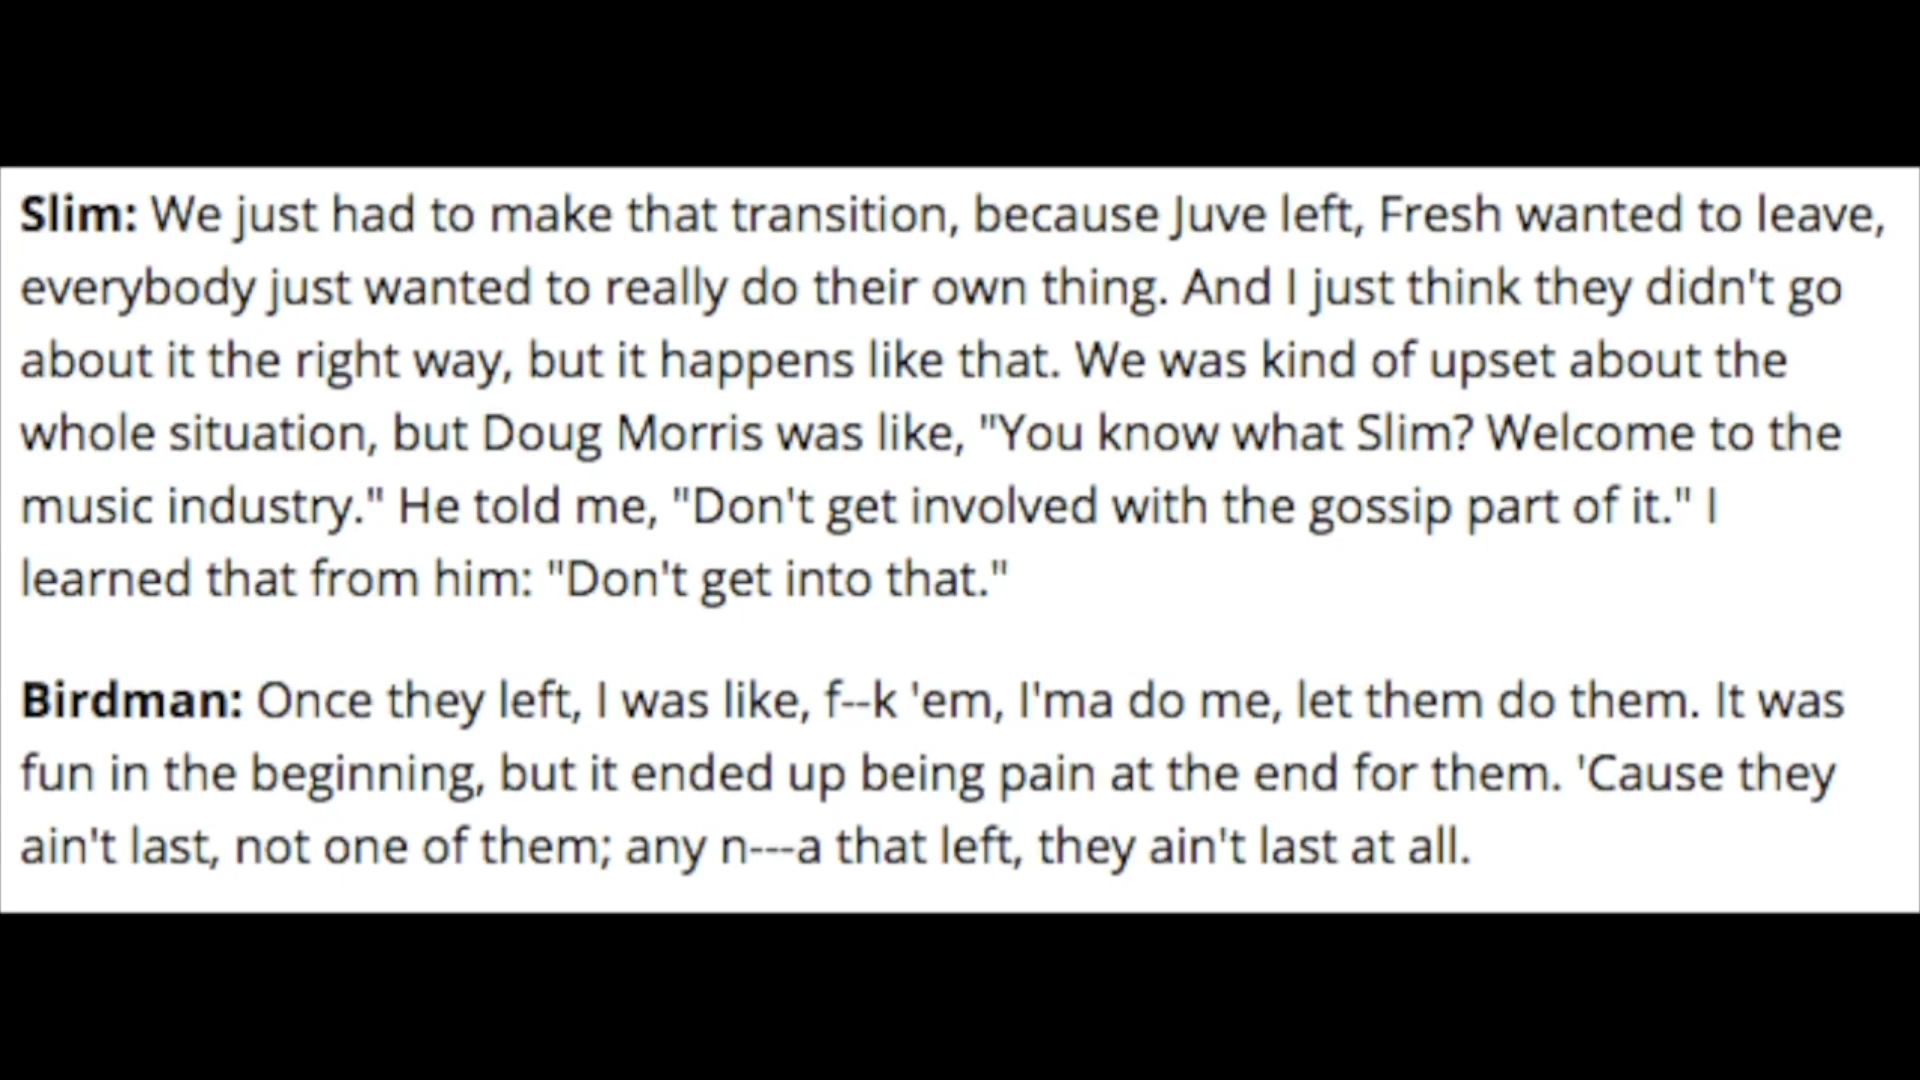 Slim: We just had to make that transition, because Juve left, Fresh wanted to leave,
everybody just wanted to really do their own thing. And I just think they didn't go
about it the right way, but it happens like that. We was kind of upset about the
whole situation, but Doug Morris was like, "You know what Slim? Welcome to the
music industry." He told me, "Don't get involved with the gossip part of it." I
learned that from him: "Don't get into that."
Birdman: Once they left, I was like, f--k 'em, I'ma do me, let them do them. It was
fun in the beginning, but it ended up being pain at the end for them. 'Cause they
ain't last, not one of them; any n---a that left, they ain't last at all.